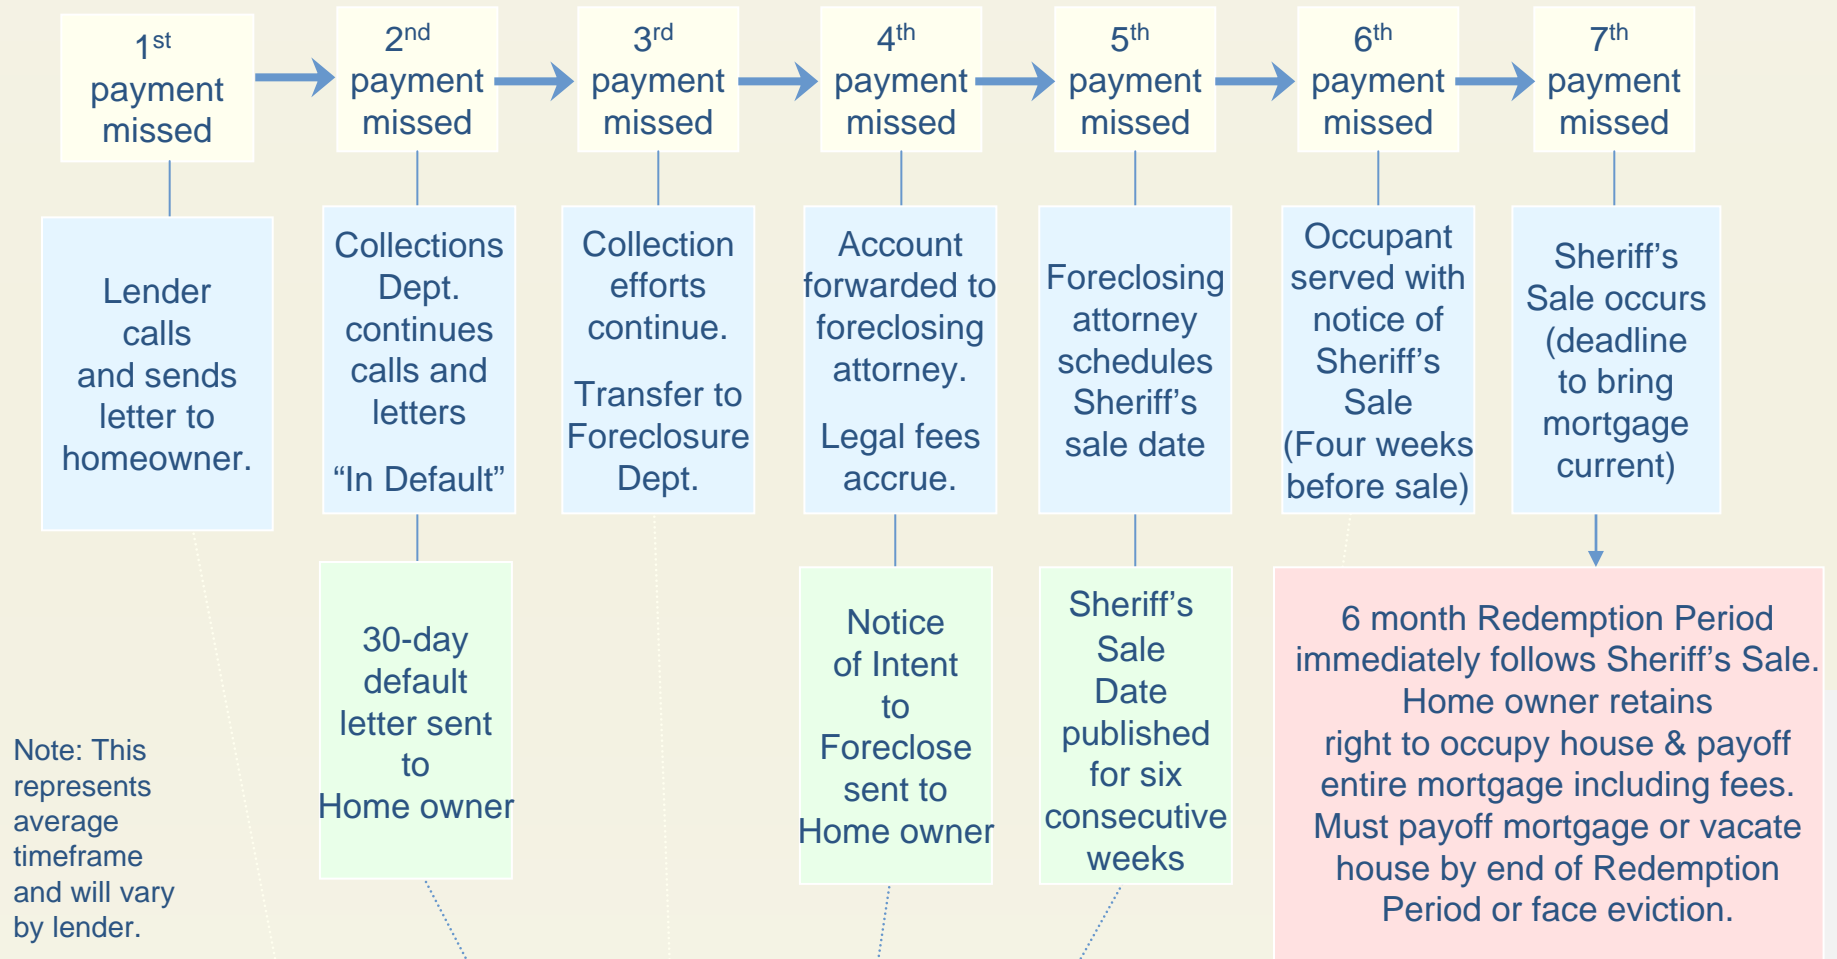 1st
payment
missed
2nd
payment
missed
3rd
payment
missed
4th
payment
missed
5th
payment
missed
6th
payment
missed
7th
payment
missed
Lender
calls
and sends
letter to
homeowner.
Collections
Dept.
continues
calls and
letters
“In Default”
Collection
efforts
continue.
Transfer to
Foreclosure
Dept.
Account
forwarded to
foreclosing
attorney.
Legal fees
accrue.
Foreclosing
attorney
schedules
Sheriff’s
sale date
Occupant
served with
notice of
Sheriff’s
Sale
(Four weeks
before sale)
Sheriff’s
Sale occurs
(deadline
to bring
mortgage
current)
30-day
default
letter sent
to
Home owner
Notice
of Intent
to
Foreclose
sent to
Home owner
Sheriff’s
Sale
Date
published
for six
consecutive
weeks
6 month Redemption Period
immediately follows Sheriff’s Sale.
Home owner retains
right to occupy house & payoff
entire mortgage including fees.
Must payoff mortgage or vacate
house by end of Redemption
Period or face eviction.
Note: This
represents
average
timeframe
and will vary
by lender.